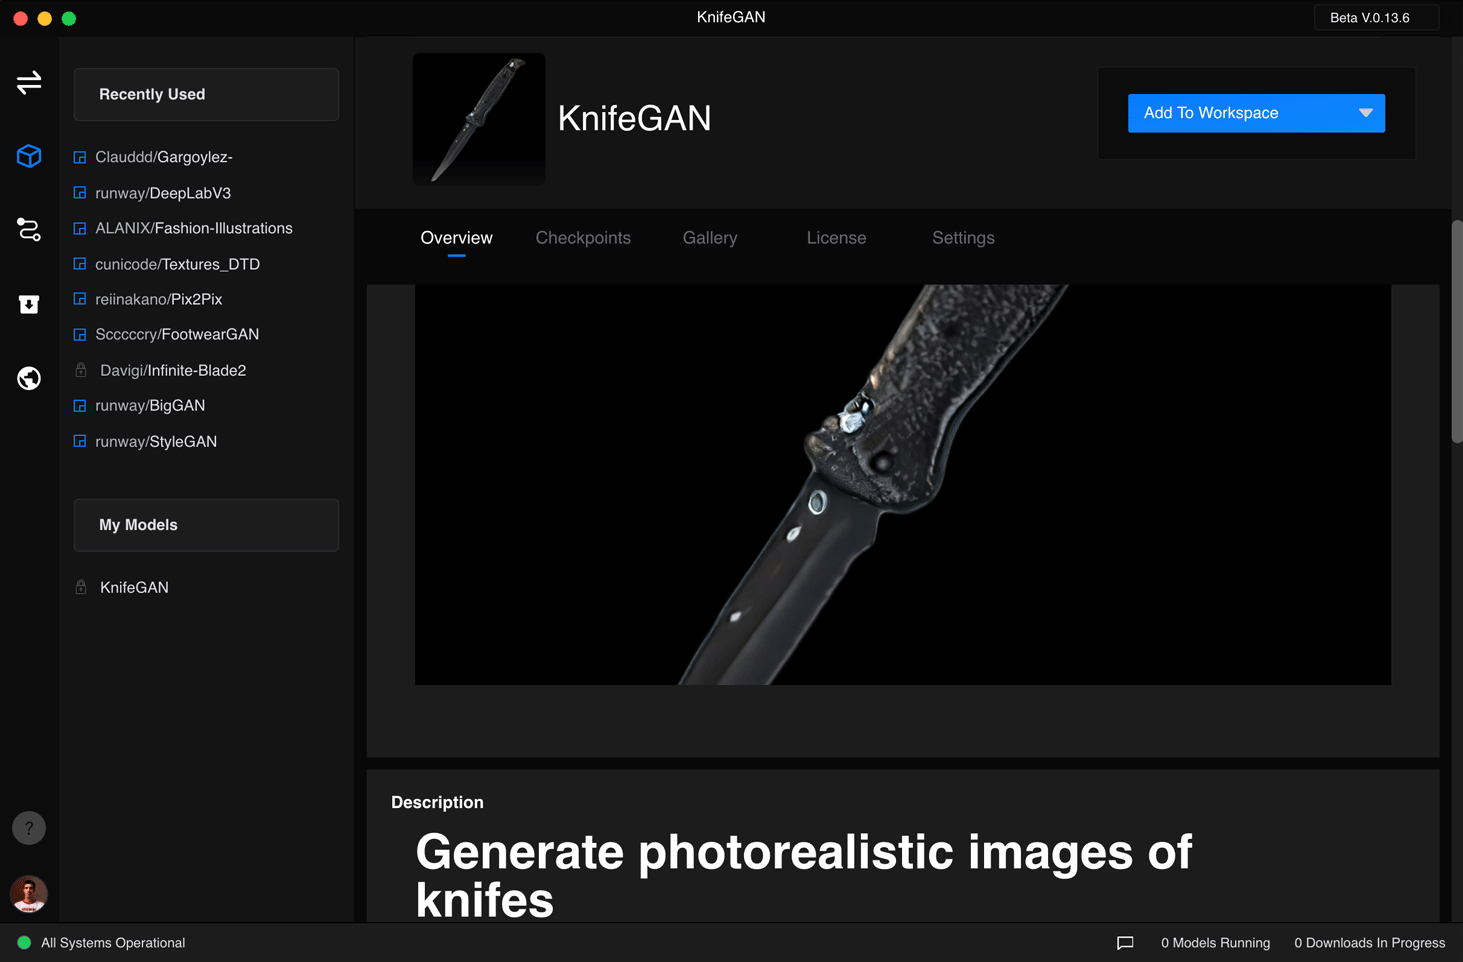 KnifeGAN
Beta V.0.13.6
Recently Used
Clauddd/Gargoylez-
runway/DeepLabV3
ALANIX/Fashion-Illustrations
cunicode/Textures_DTD
reiinakano/Pix2Pix
Scccccry/FootwearGAN
Davigi/Infinite-Blade2
runway/BigGAN
runway/StyleGAN
My Models
KnifeGAN
KnifeGAN
Add To Workspace
Overview Checkpoints Gallery License Settings
Description
Generate photorealistic images of
knifes
?
All Systems Operational
0 Models Running
0 Downloads In Progress